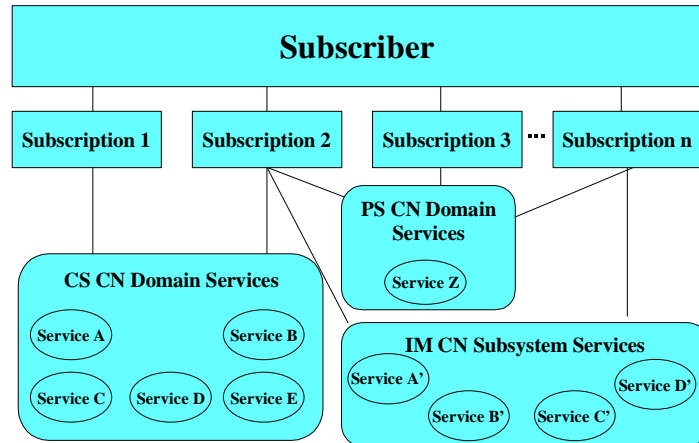 Subscriber
Subscription 1
Subscription 2
Subscription 3
...
Subscription n
PS CN Domain
Services
Service Z
CS CN Domain Services
Service A
Service B
Service C
Service D
Service E
IM CN Subsystem Services
Service A’
Service B’
Service C’
Service D’